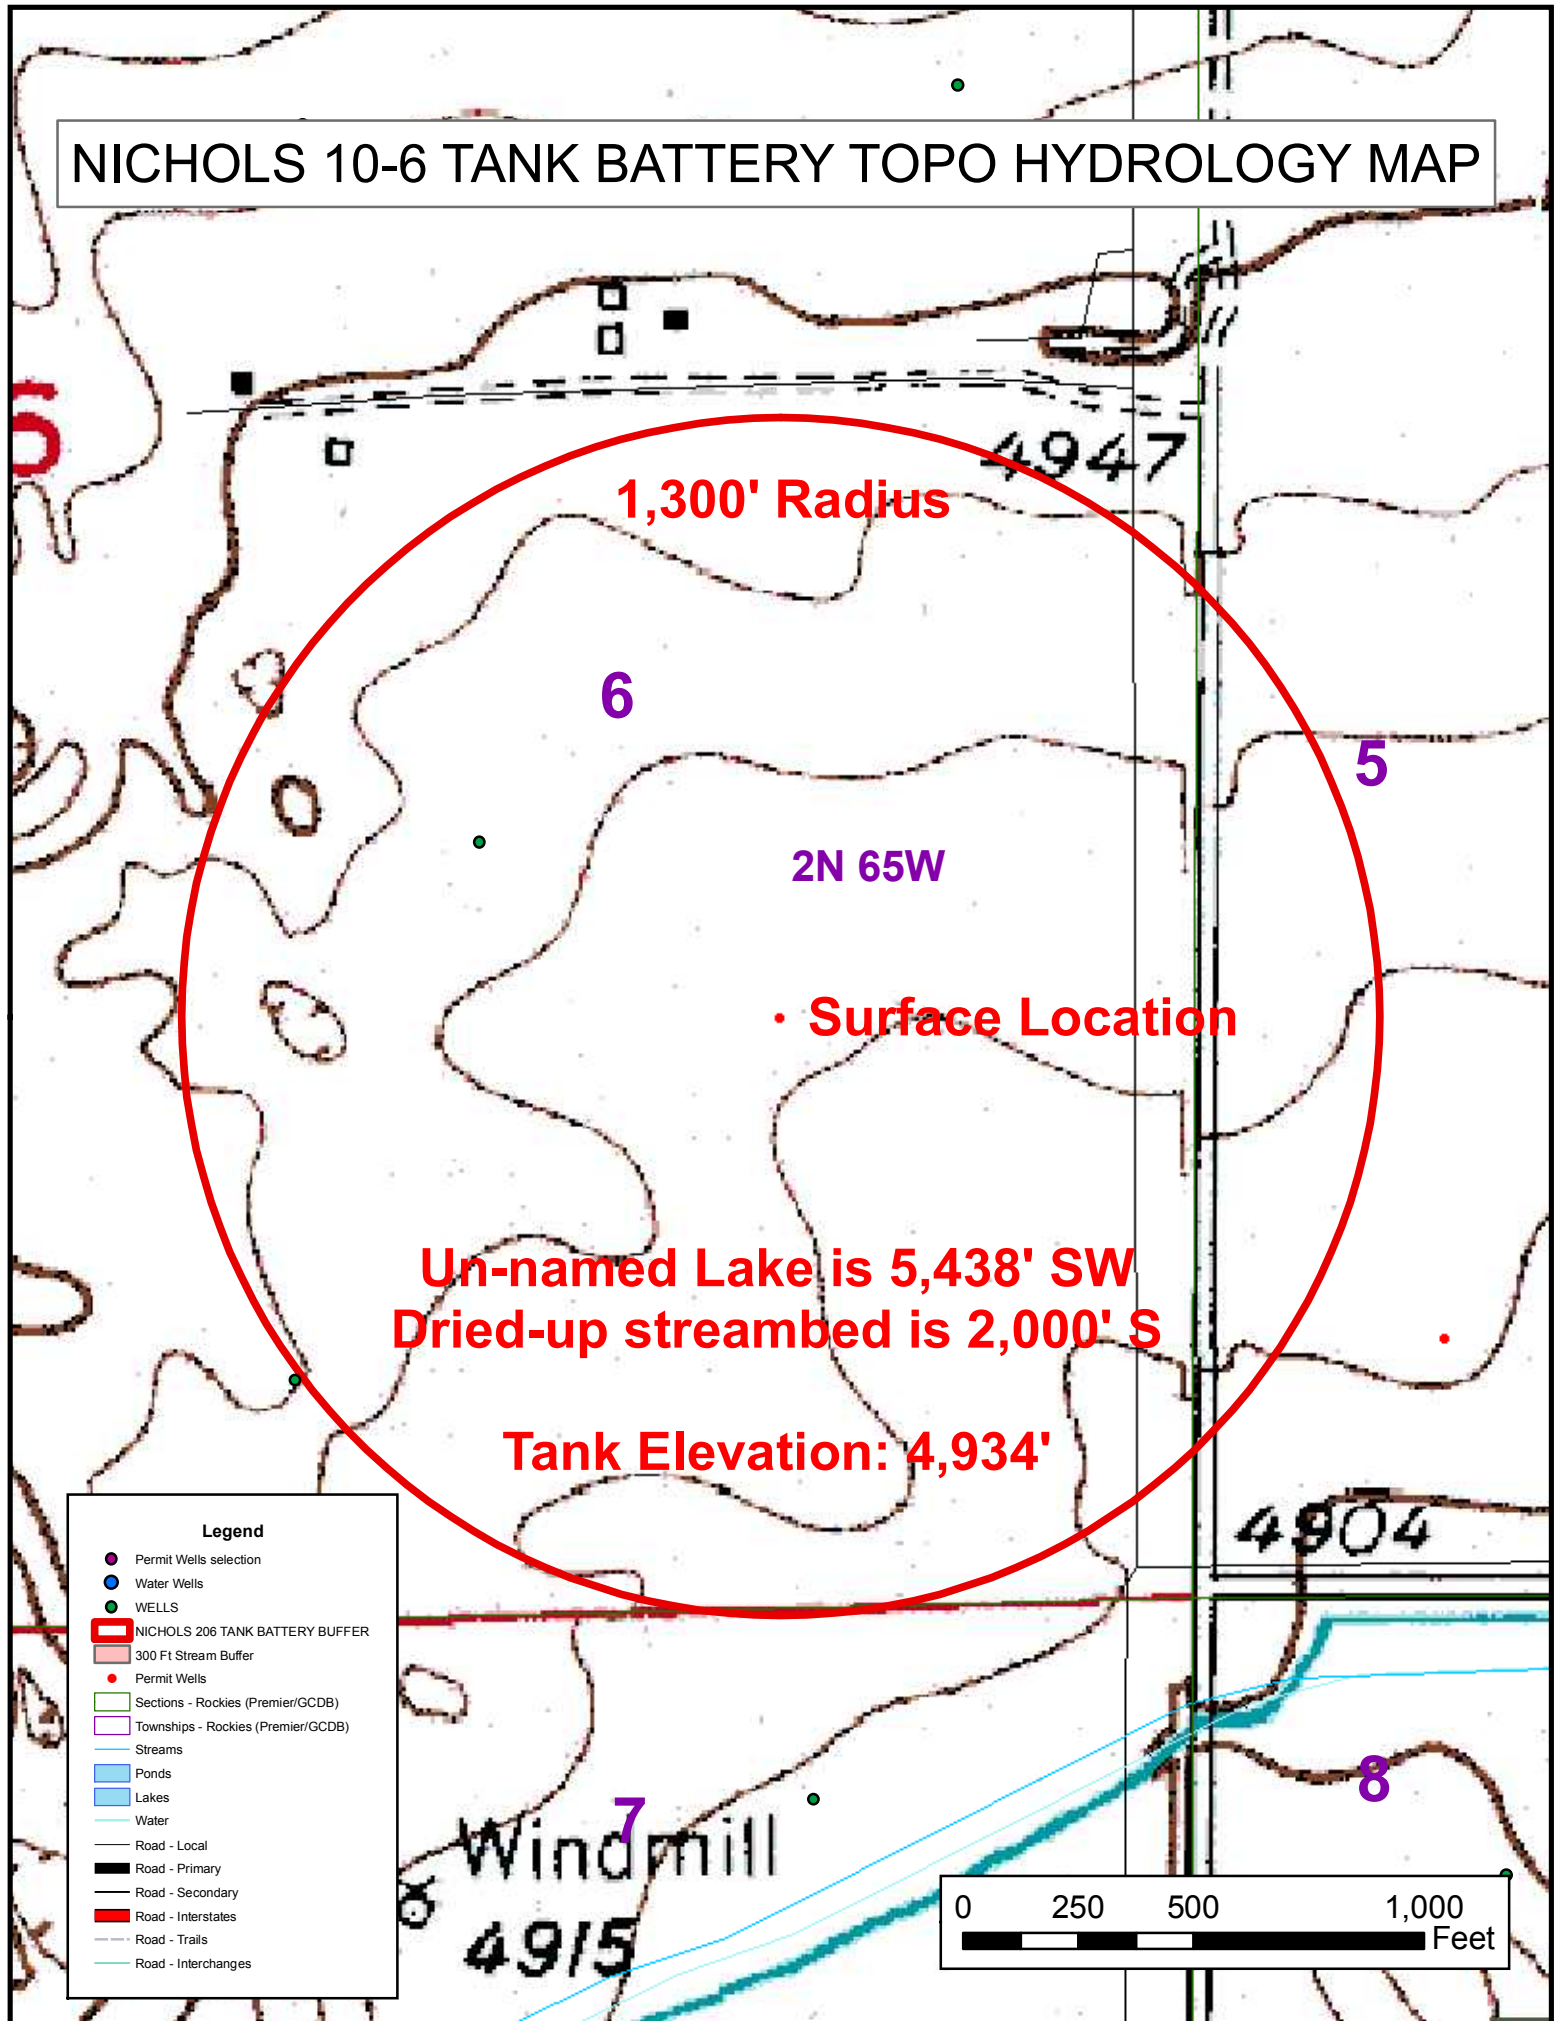 NICHOLS 10-6 TANK BATTERY TOPO HYDROLOGY MAP
6
4947
1,300' Radius
6
5
2N 65W
Surface Location
Un-named Lake is 5,438' SW
Dried-up streambed is 2,000' S
Tank Elevation: 4,934'
4904
Legend
Permit Wells selection
Water Wells
WELLS
NICHOLS 206 TANK BATTERY BUFFER
300 Ft Stream Buffer
Permit Wells
Sections - Rockies (Premier/GCDB)
Townships - Rockies (Premier/GCDB)
Streams
Ponds
Lakes
Water
Road - Local
Road - Primary
Road - Secondary
Road - Interstates
Road - Trails
Road - Interchanges
7
8
Windmill
4915
0 250 500 1,000
Feet